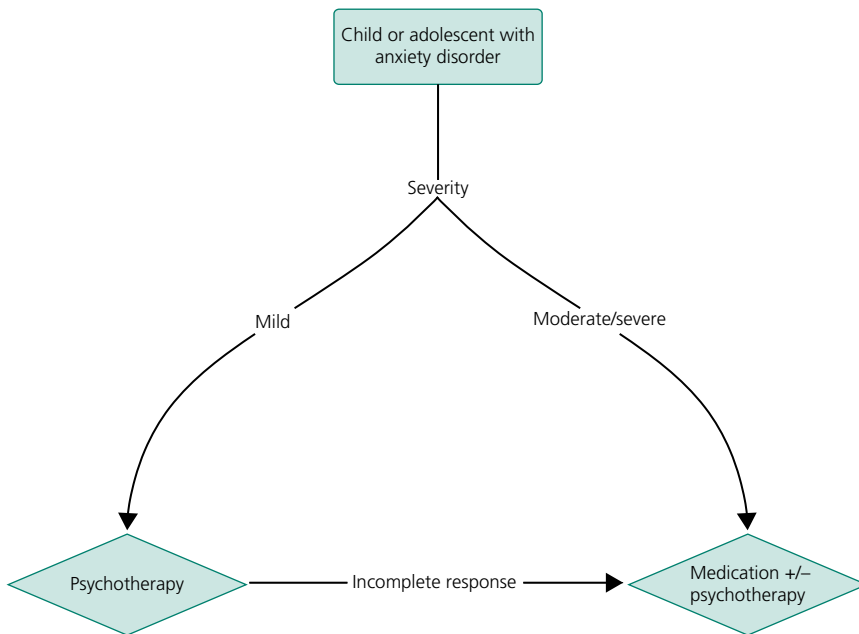 Child or adolescent with
anxiety disorder
Severity
Mild
Moderate/severe
Psychotherapy
Incomplete response
Medication +/–
psychotherapy